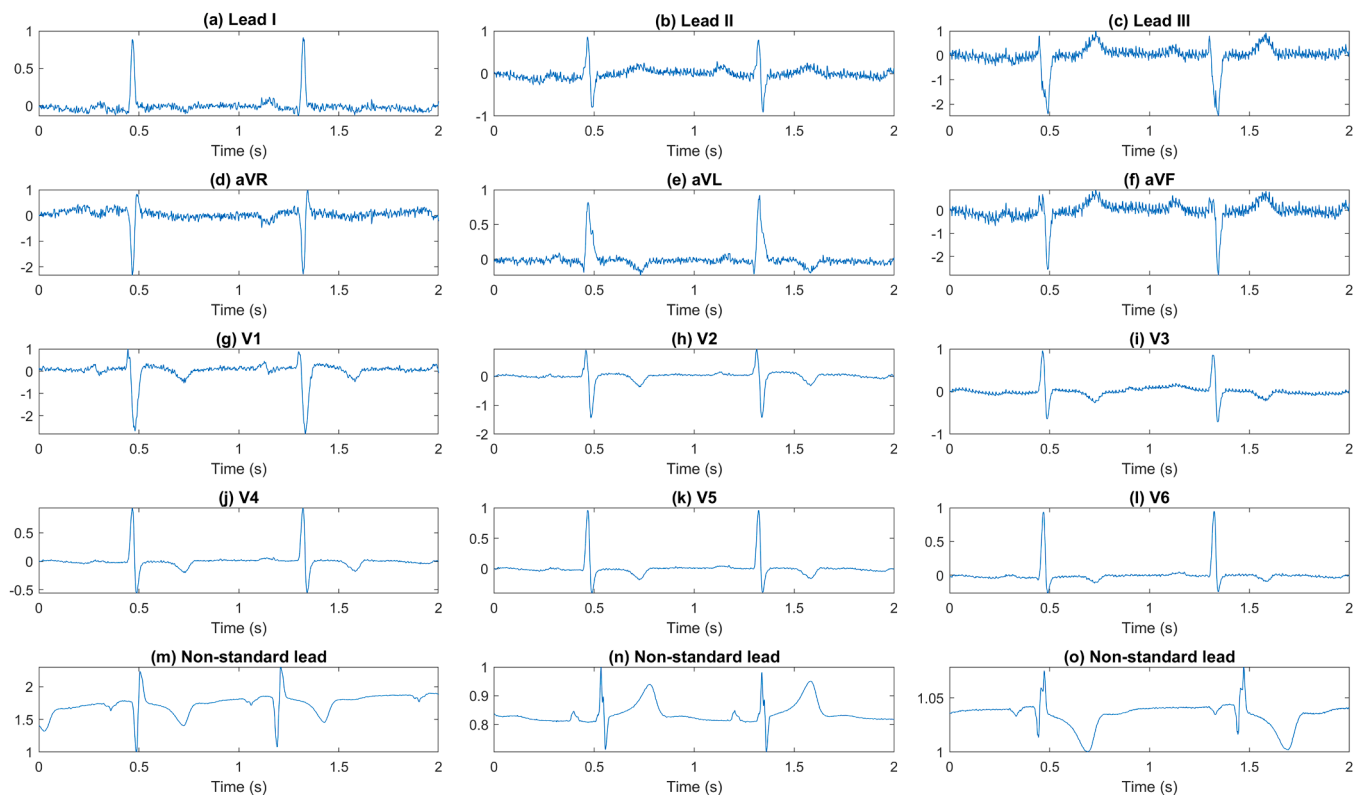 (a) Lead I
(b) Lead II
(c) Lead III
1
0.5
0
1
0
-1
1
0
-1
-2
0 0.5 1 1.5 2
0 0.5 1 1.5 2
0 0.5 1 1.5 2
Time (s)
Time (s)
Time (s)
(d) aVR
(e) aVL
(f) aVF
1
0
-1
-2
1
0.5
0
1
0
-1
-2
0 0.5 1 1.5 2
0 0.5 1 1.5 2
0 0.5 1 1.5 2
Time (s)
Time (s)
Time (s)
(g) V1
(h) V2
(i) V3
1
0
-1
-2
0
-1
-2
1
0
-1
0 0.5 1 1.5 2
0 0.5 1 1.5 2
0 0.5 1 1.5 2
Time (s)
Time (s)
Time (s)
(j) V4
(k) V5
(l) V6
0.5
0
-0.5
1
0.5
0
1
0.5
0
0 0.5 1 1.5 2
0 0.5 1 1.5 2
0 0.5 1 1.5 2
Time (s)
Time (s)
Time (s)
(m) Non-standard lead
(n) Non-standard lead
(o) Non-standard lead
2
1.5
1
1
0.9
0.8
1.05
1
0 0.5 1 1.5 2
0 0.5 1 1.5 2
0 0.5 1 1.5 2
Time (s)
Time (s)
Time (s)